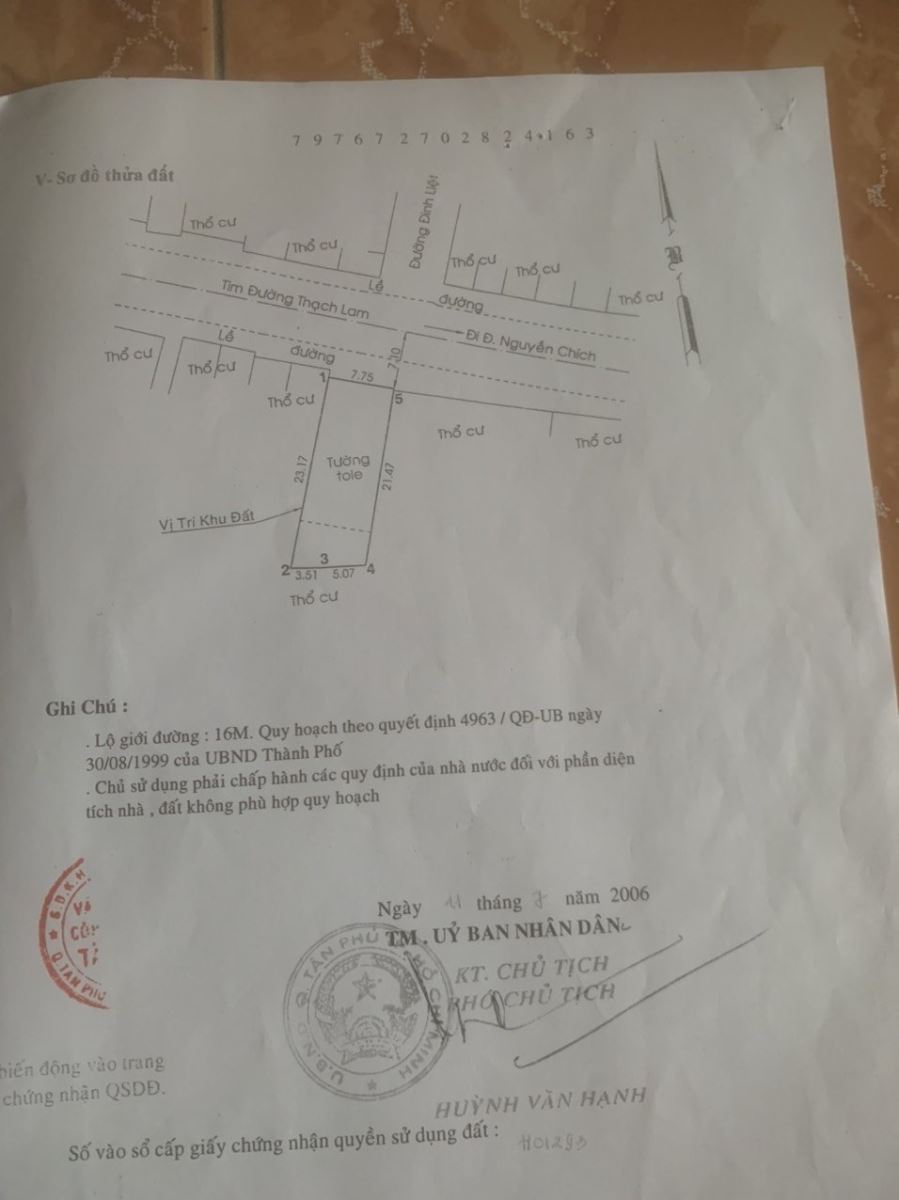 7 9 7 6 7 2 7 0 2 8 2 4 1 6 3
V- Sơ đồ thửa đất
Đường Đinh Liệt
Thổ cư
Thổ cư
Thổ cư
Thổ cư
Thổ cư
Lề đường
Tim Đường Thạch Lam
Đi Đ. Nguyễn Chích
Lề đường
7.10
Thổ cư
Thổ cư
Thổ cư
1
7.75
5
Thổ cư
Thổ cư
23.17
Tường
tole
21.47
Vị Trí Khu Đất
2
3.51
3
5.07
4
Thổ cư
Ghi Chú :
. Lộ giới đường : 16M. Quy hoạch theo quyết định 4963 / QĐ-UB ngày
30/08/1999 của UBND Thành Phố
. Chủ sử dụng phải chấp hành các quy định của nhà nước đối với phần diện
tích nhà , đất không phù hợp quy hoạch
Ngày 11 tháng năm 2006
TM . UỶ BAN NHÂN DÂN
KT. CHỦ TỊCH
PHÓ CHỦ TỊCH
U.B.N.D Q.TÂN PHÚ HỒ CHÍ MINH
Q.TÂN PHÚ
biến động vào trang
chứng nhận QSDĐ.
HUỲNH VĂN HẠNH
Số vào sổ cấp giấy chứng nhận quyền sử dụng đất :